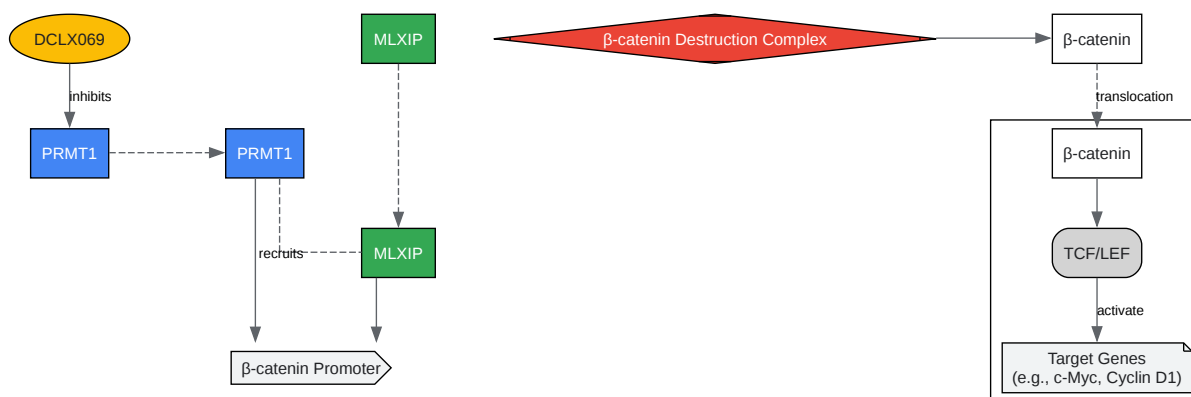 DCLX069
MLXIP
β-catenin Destruction Complex
β-catenin
inhibits
translocation
PRMT1
PRMT1
β-catenin
recruits
MLXIP
TCF/LEF
activate
β-catenin Promoter
Target Genes
(e.g., c-Myc, Cyclin D1)